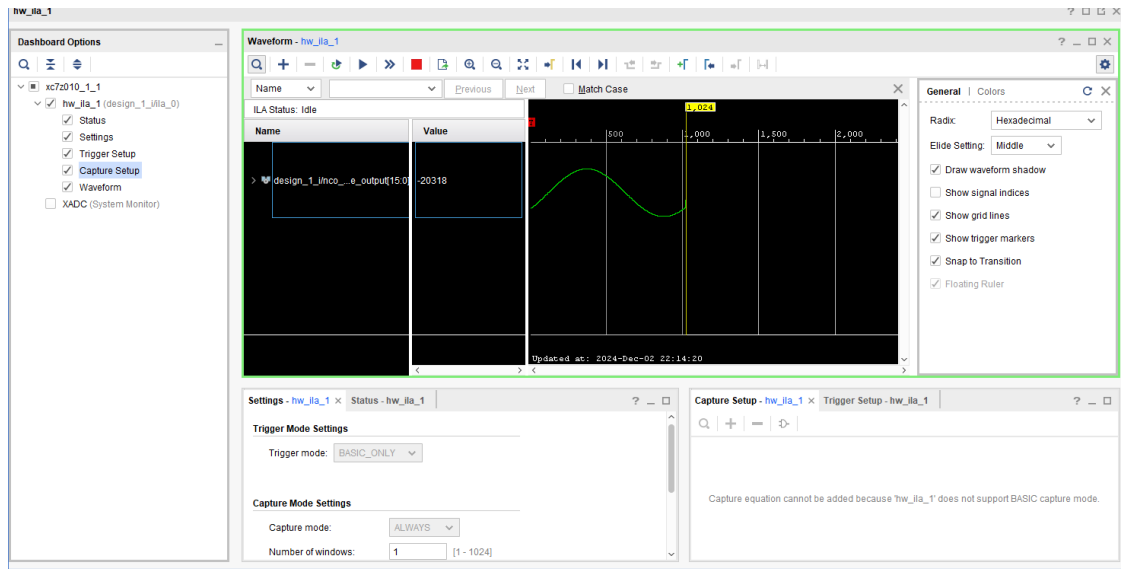 hw_ila_1
Dashboard Options
xc7z010_1_1
hw_ila_1 (design_1_i/ila_0)
Status
Settings
Trigger Setup
Capture Setup
Waveform
XADC (System Monitor)
Waveform - hw_ila_1
Name Previous Next Match Case
ILA Status: Idle
Name Value
design_1_i/nco_...e_output[15:0] -20318
1,024
500 1,000 1,500 2,000
Updated at: 2024-Dec-02 22:14:20
General | Colors
Radix: Hexadecimal
Elide Setting: Middle
Draw waveform shadow
Show signal indices
Show grid lines
Show trigger markers
Snap to Transition
Floating Ruler
Settings - hw_ila_1 Status - hw_ila_1
Trigger Mode Settings
Trigger mode: BASIC_ONLY
Capture Mode Settings
Capture mode: ALWAYS
Number of windows: 1 [1 - 1024]
Capture Setup - hw_ila_1 Trigger Setup - hw_ila_1
Capture equation cannot be added because 'hw_ila_1' does not support BASIC capture mode.